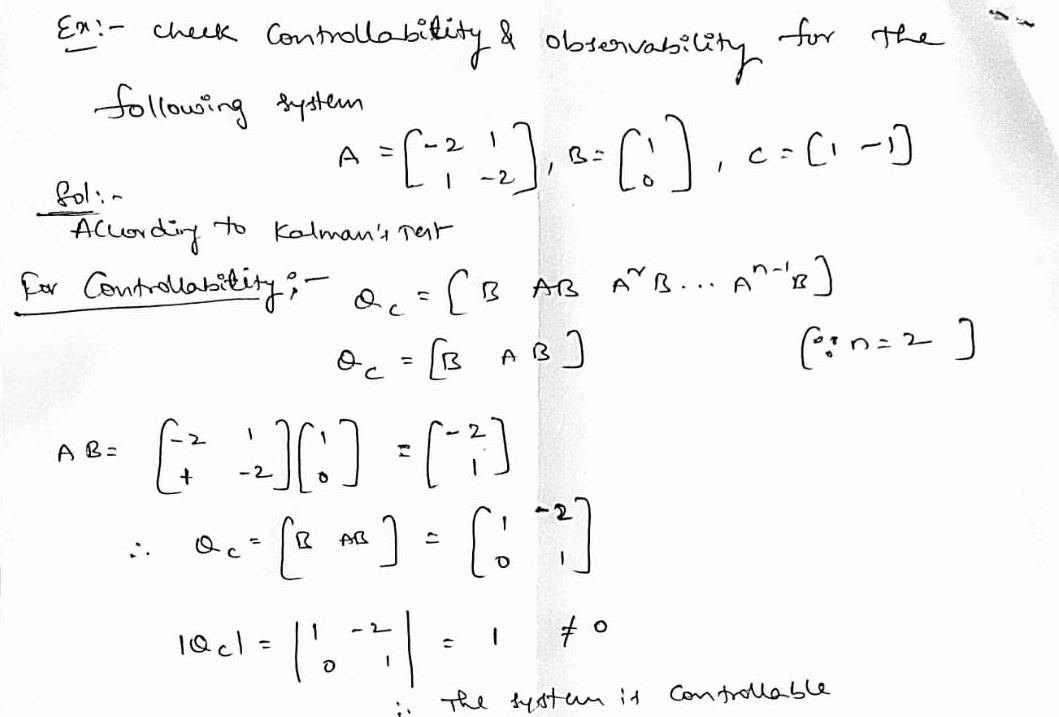 Ex:- check Controllability & observability for the
following system
A = [-2 1; 1 -2], B = [1; 0], C = [1 -1]
Sol:-
According to Kalman's Test
For Controllability:- Qc = [B AB A²B... Aⁿ⁻¹B]
Qc = [B AB] [∵ n = 2]
AB = [-2 1; + -2][1; 0] = [-2; 1]
∴ Qc = [B AB] = [1 -2; 0 1]
|Qc| = |1 -2; 0 1| = 1 ≠ 0
∴ The system is Controllable